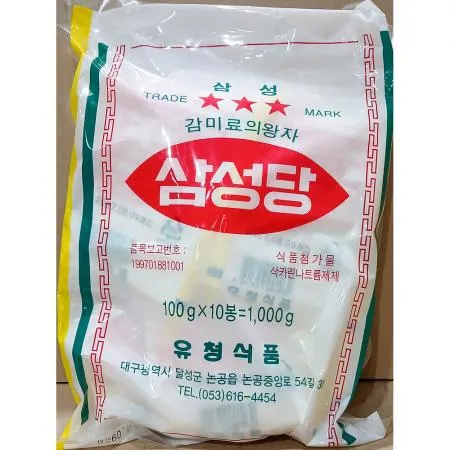 삼성
TRADE ★★★ MARK
감미료의왕자
삼성당
품목보고번호 :
199701881001
식품첨가물
삭카린나트륨제제
100g×10봉=1,000g
유청식품
대구광역시 달성군 논공읍 논공중앙로 54길
TEL.(053)616-4454